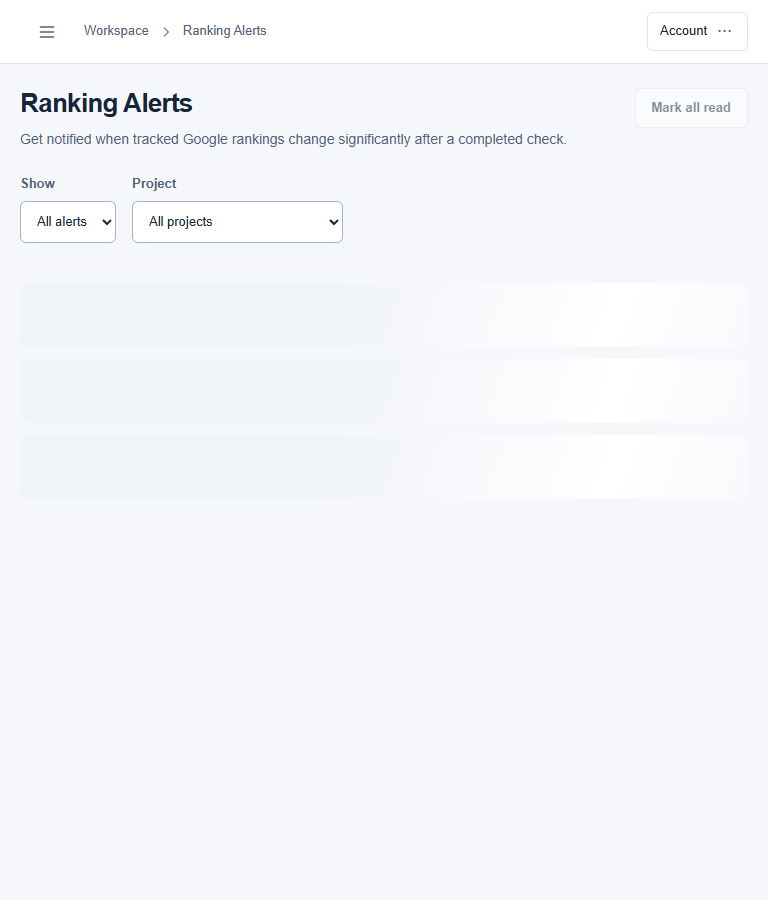 Workspace > Ranking Alerts
Account ···
Ranking Alerts
Mark all read
Get notified when tracked Google rankings change significantly after a completed check.
Show
Project
All alerts
All projects